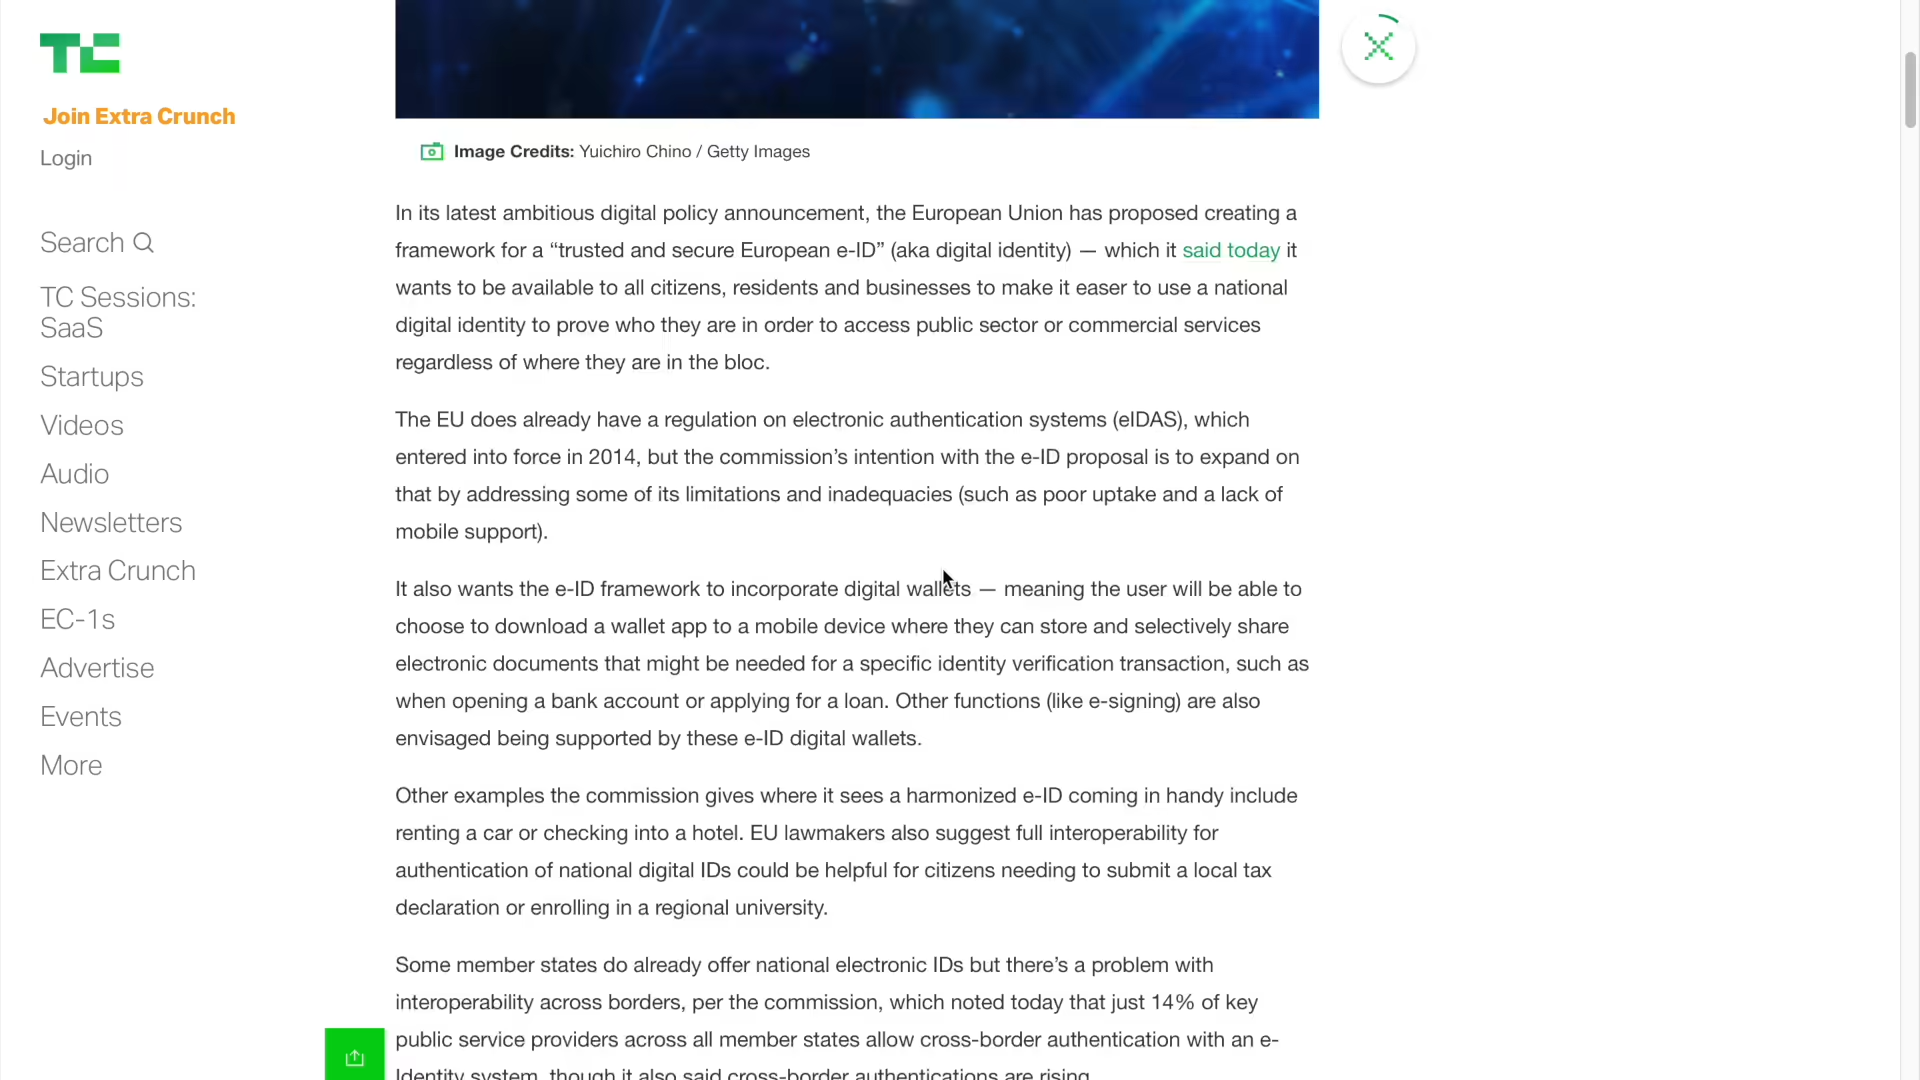 TC
Join Extra Crunch
Login
Search
TC Sessions:
SaaS
Startups
Videos
Audio
Newsletters
Extra Crunch
EC-1s
Advertise
Events
More
Image Credits: Yuichiro Chino / Getty Images
In its latest ambitious digital policy announcement, the European Union has proposed creating a
framework for a “trusted and secure European e-ID” (aka digital identity) — which it said today it
wants to be available to all citizens, residents and businesses to make it easier to use a national
digital identity to prove who they are in order to access public sector or commercial services
regardless of where they are in the bloc.
The EU does already have a regulation on electronic authentication systems (eIDAS), which
entered into force in 2014, but the commission’s intention with the e-ID proposal is to expand on
that by addressing some of its limitations and inadequacies (such as poor uptake and a lack of
mobile support).
It also wants the e-ID framework to incorporate digital wallets — meaning the user will be able to
choose to download a wallet app to a mobile device where they can store and selectively share
electronic documents that might be needed for a specific identity verification transaction, such as
when opening a bank account or applying for a loan. Other functions (like e-signing) are also
envisaged being supported by these e-ID digital wallets.
Other examples the commission gives where it sees a harmonized e-ID coming in handy include
renting a car or checking into a hotel. EU lawmakers also suggest full interoperability for
authentication of national digital IDs could be helpful for citizens needing to submit a local tax
declaration or enrolling in a regional university.
Some member states do already offer national electronic IDs but there’s a problem with
interoperability across borders, per the commission, which noted today that just 14% of key
public service providers across all member states allow cross-border authentication with an e-
Identity system, though it also said cross-border authentications are rising.